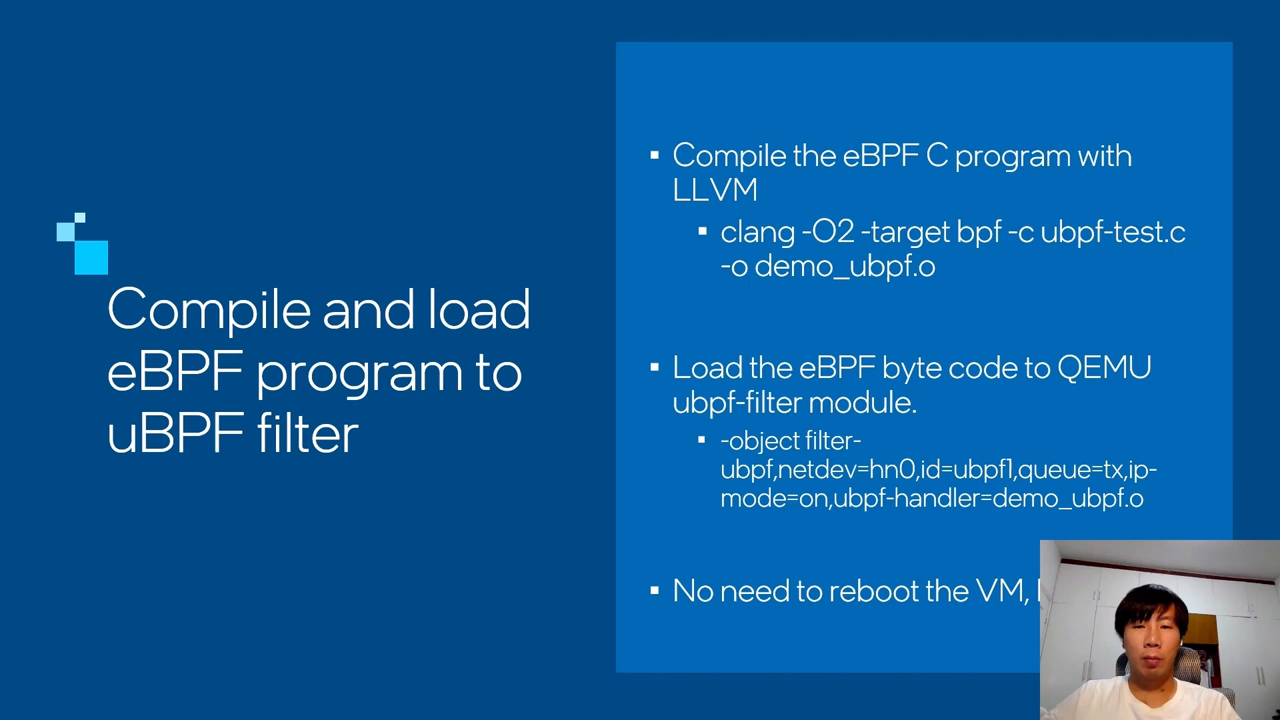 Compile and load
eBPF program to
uBPF filter
▪ Compile the eBPF C program with
LLVM
▪ clang -O2 -target bpf -c ubpf-test.c
-o demo_ubpf.o
▪ Load the eBPF byte code to QEMU
ubpf-filter module.
▪ -object filter-
ubpf,netdev=hn0,id=ubpf1,queue=tx,ip-
mode=on,ubpf-handler=demo_ubpf.o
▪ No need to reboot the VM,